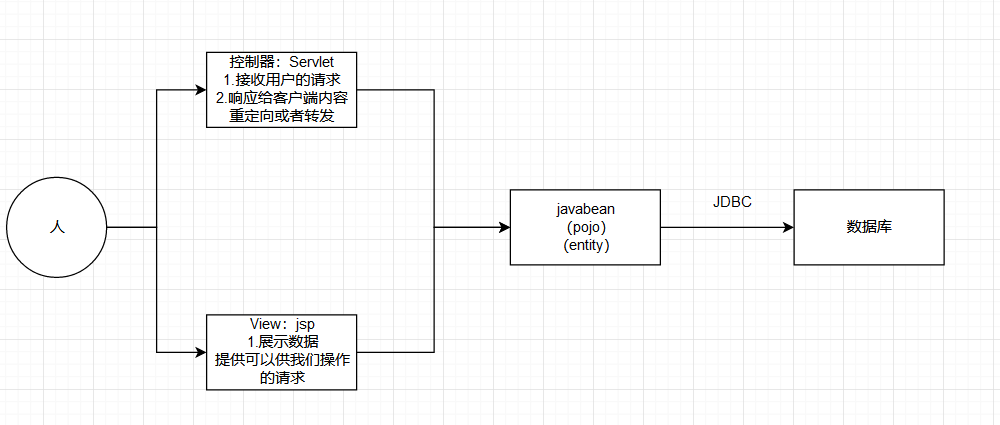 控制器：Servlet
1.接收用户的请求
2.响应给客户端内容
重定向或者转发
人
javabean
（pojo）
（entity）
JDBC
数据库
View：jsp
1.展示数据
提供可以供我们操作
的请求